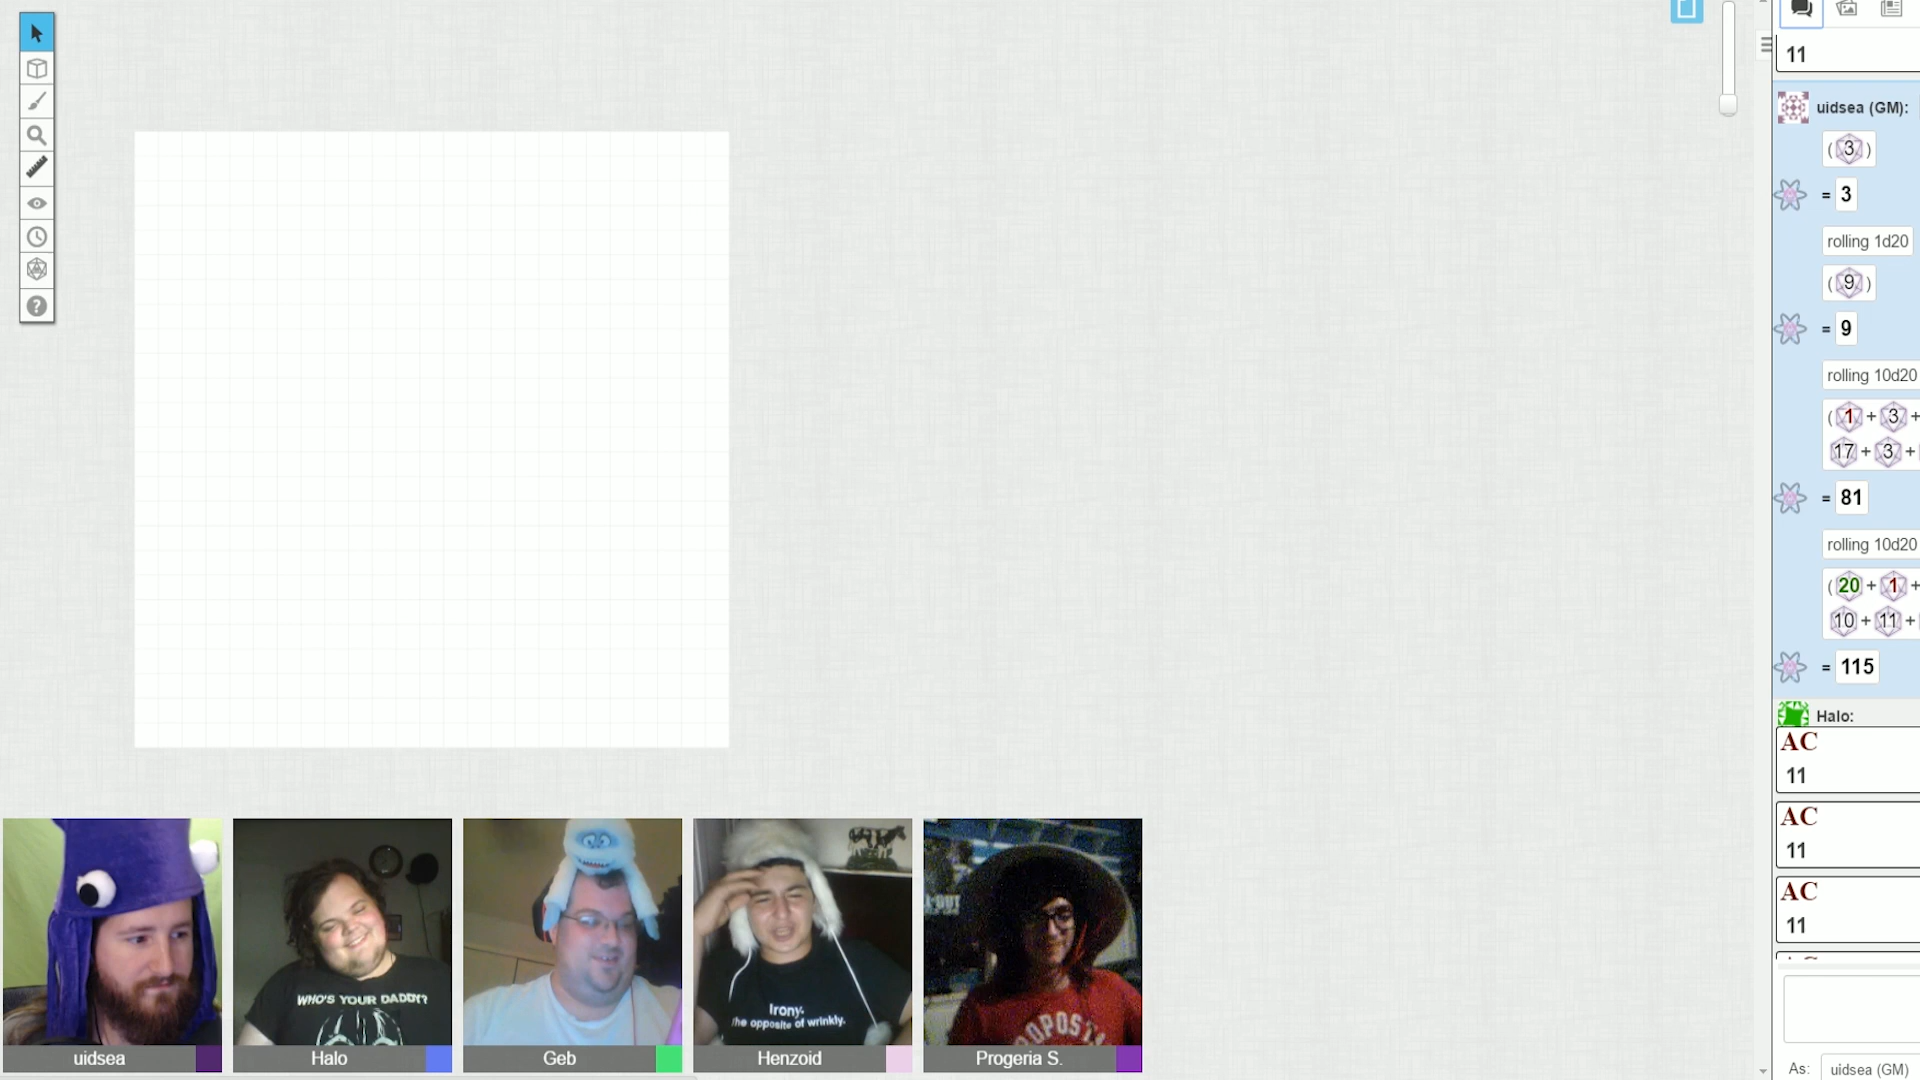 11
uidsea (GM):
(3)
= 3
rolling 1d20
(9)
= 9
rolling 10d20
(1+3+
17+3+
= 81
rolling 10d20
(20+1+
10+11+
= 115
Halo:
AC
11
AC
11
AC
11
As: uidsea (GM)
WHO'S YOUR DADDY?
Irony.
The opposite of wrinkly.
uidsea
Halo
Geb
Henzoid
Progeria S.